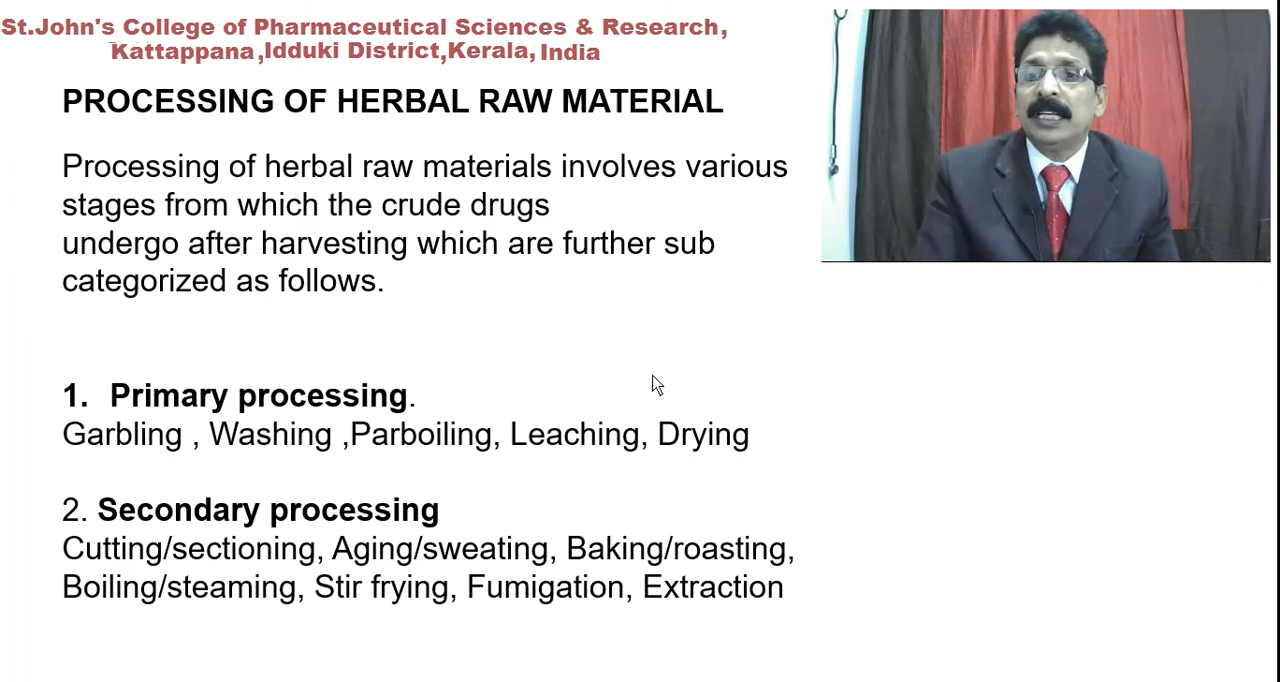 St.John's College of Pharmaceutical Sciences & Research,
Kattappana,Idduki District,Kerala, India
PROCESSING OF HERBAL RAW MATERIAL
Processing of herbal raw materials involves various
stages from which the crude drugs
undergo after harvesting which are further sub
categorized as follows.
1. Primary processing.
Garbling , Washing ,Parboiling, Leaching, Drying
2. Secondary processing
Cutting/sectioning, Aging/sweating, Baking/roasting,
Boiling/steaming, Stir frying, Fumigation, Extraction